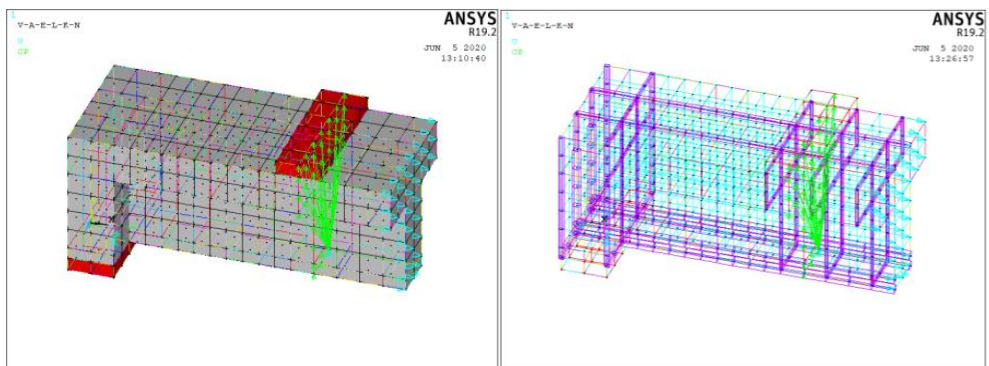 1
V-A-E-L-K-N
U
CP
ANSYS
R19.2
JUN 5 2020
13:10:40
1
V-A-E-L-K-N
U
CP
ANSYS
R19.2
JUN 5 2020
13:26:57